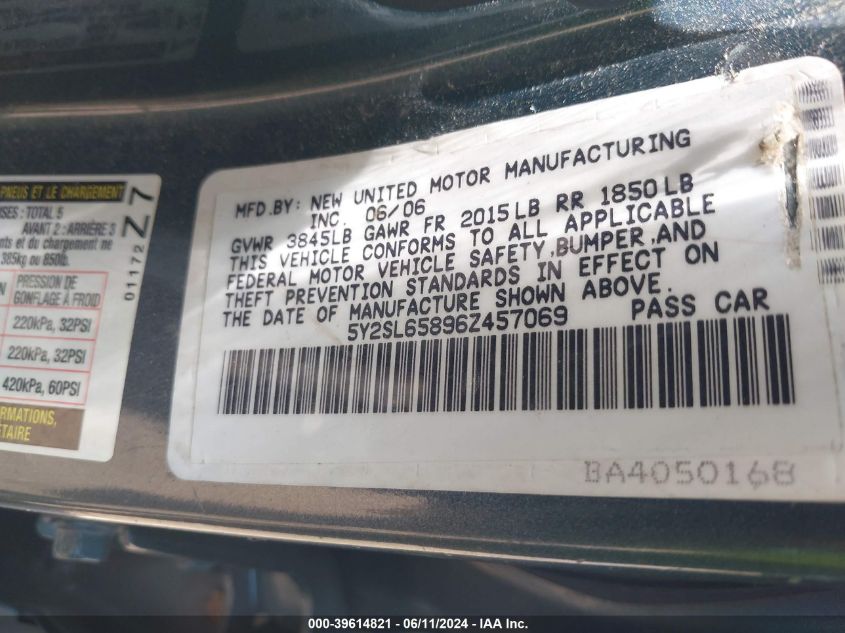 PNEUS ET LE CHARGEMENT
TOTAL 5
AVANT 2 : ARRIÈRE 3
et du chargement ne
385kg ou 850lb.
PRESSION DE
GONFLAGE À FROID
220kPa, 32PSI
220kPa, 32PSI
420kPa, 60PSI
01172 Z 7
MFD.BY: NEW UNITED MOTOR MANUFACTURING
INC. 06/06
GVWR 3845LB GAWR FR 2015LB RR 1850LB
THIS VEHICLE CONFORMS TO ALL APPLICABLE
FEDERAL MOTOR VEHICLE SAFETY,BUMPER,AND
THEFT PREVENTION STANDARDS IN EFFECT ON
THE DATE OF MANUFACTURE SHOWN ABOVE.
5Y2SL65896Z457069 PASS CAR
BA4050168
000-39614821 - 06/11/2024 - IAA Inc.